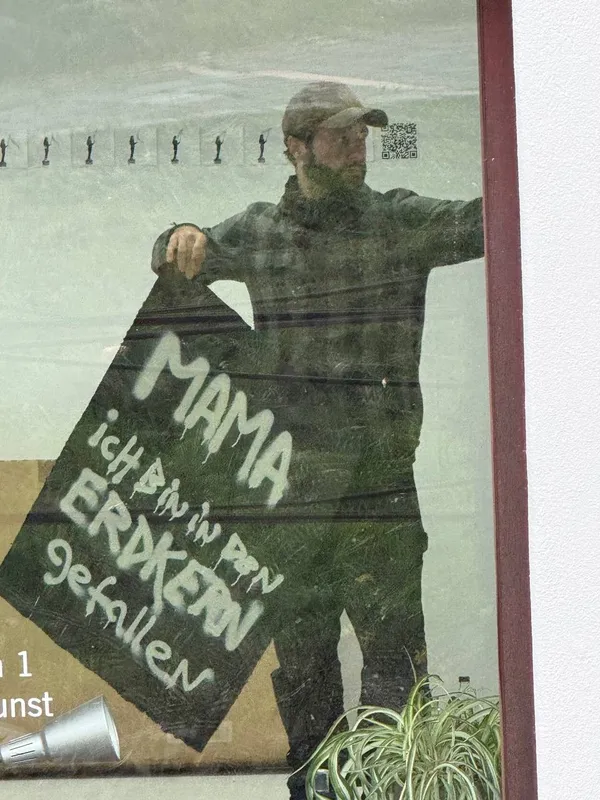 MAMA
ich BiN iN DEN
ERDKERN
gefallEN
1
unst